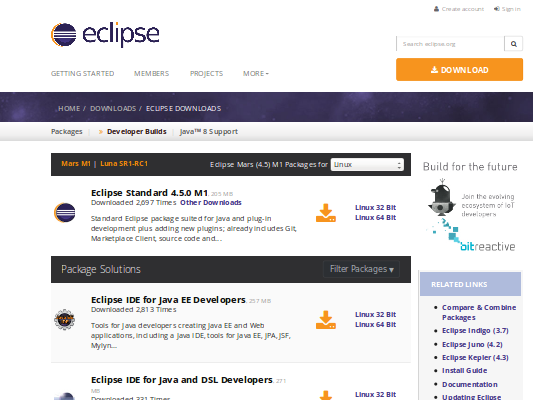 Create account
Sign in
eclipse
Search eclipse.org
GETTING STARTED MEMBERS PROJECTS MORE
DOWNLOAD
HOME / DOWNLOADS / ECLIPSE DOWNLOADS
Packages
» Developer Builds
Java™ 8 Support
Mars M1 | Luna SR1-RC1
Eclipse Mars (4.5) M1 Packages for
Linux
Eclipse Standard 4.5.0 M1, 205 MB
Downloaded 2,697 Times Other Downloads
Standard Eclipse package suited for Java and plug-in
development plus adding new plugins; already includes Git,
Marketplace Client, source code and...
Linux 32 Bit
Linux 64 Bit
Package Solutions
Filter Packages ▾
Eclipse IDE for Java EE Developers, 257 MB
Downloaded 2,813 Times
Tools for Java developers creating Java EE and Web
applications, including a Java IDE, tools for Java EE, JPA, JSF,
Mylyn...
Linux 32 Bit
Linux 64 Bit
Eclipse IDE for Java and DSL Developers, 271
MB
Downloaded 331 Times
Linux 32 Bit
Build for the future
Join the evolving
ecosystem of IoT
developers
bitreactive
RELATED LINKS
Compare & Combine
Packages
Eclipse Indigo (3.7)
Eclipse Juno (4.2)
Eclipse Kepler (4.3)
Install Guide
Documentation
Updating Eclipse